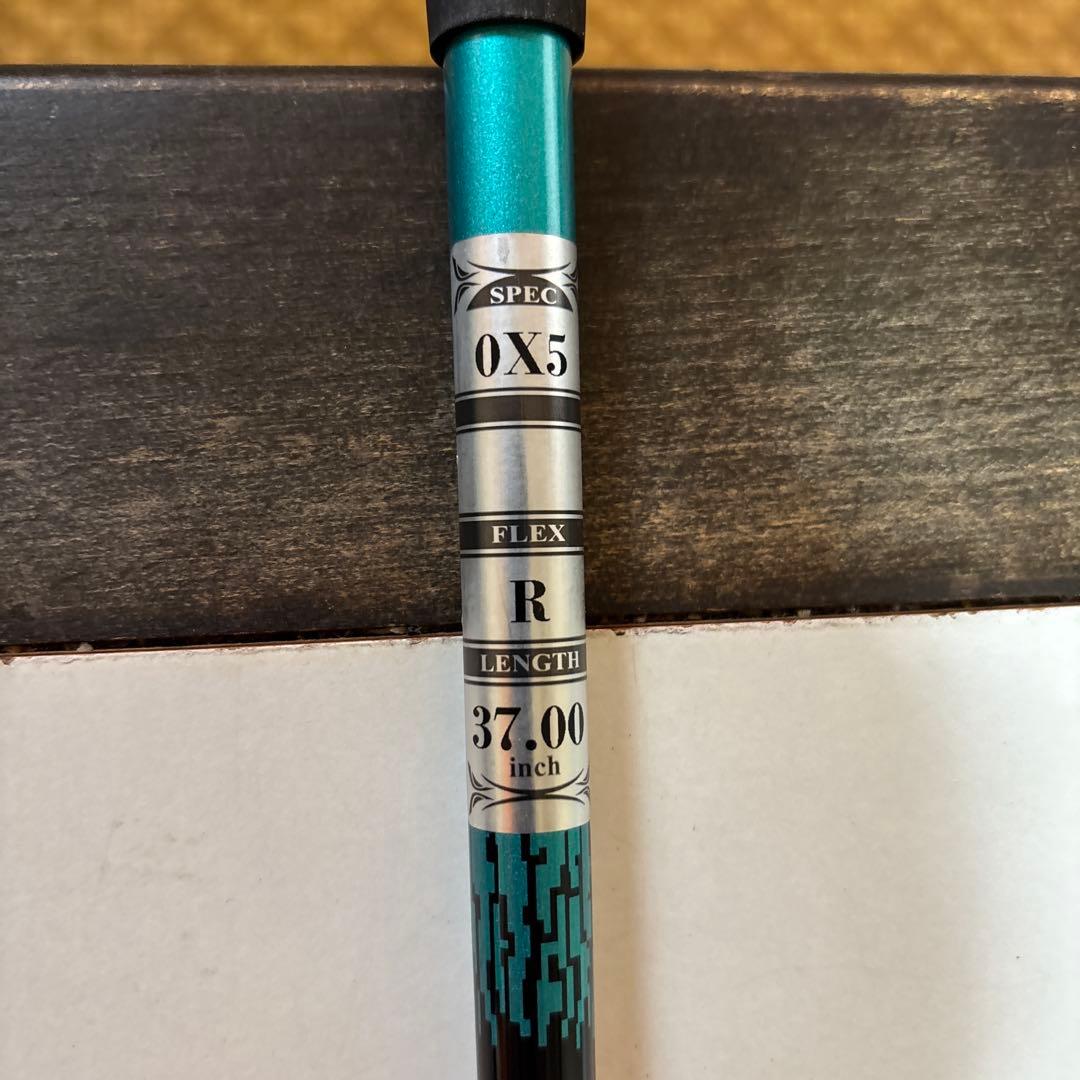 SPEC
0X5
FLEX
R
LENGTH
37.00
inch